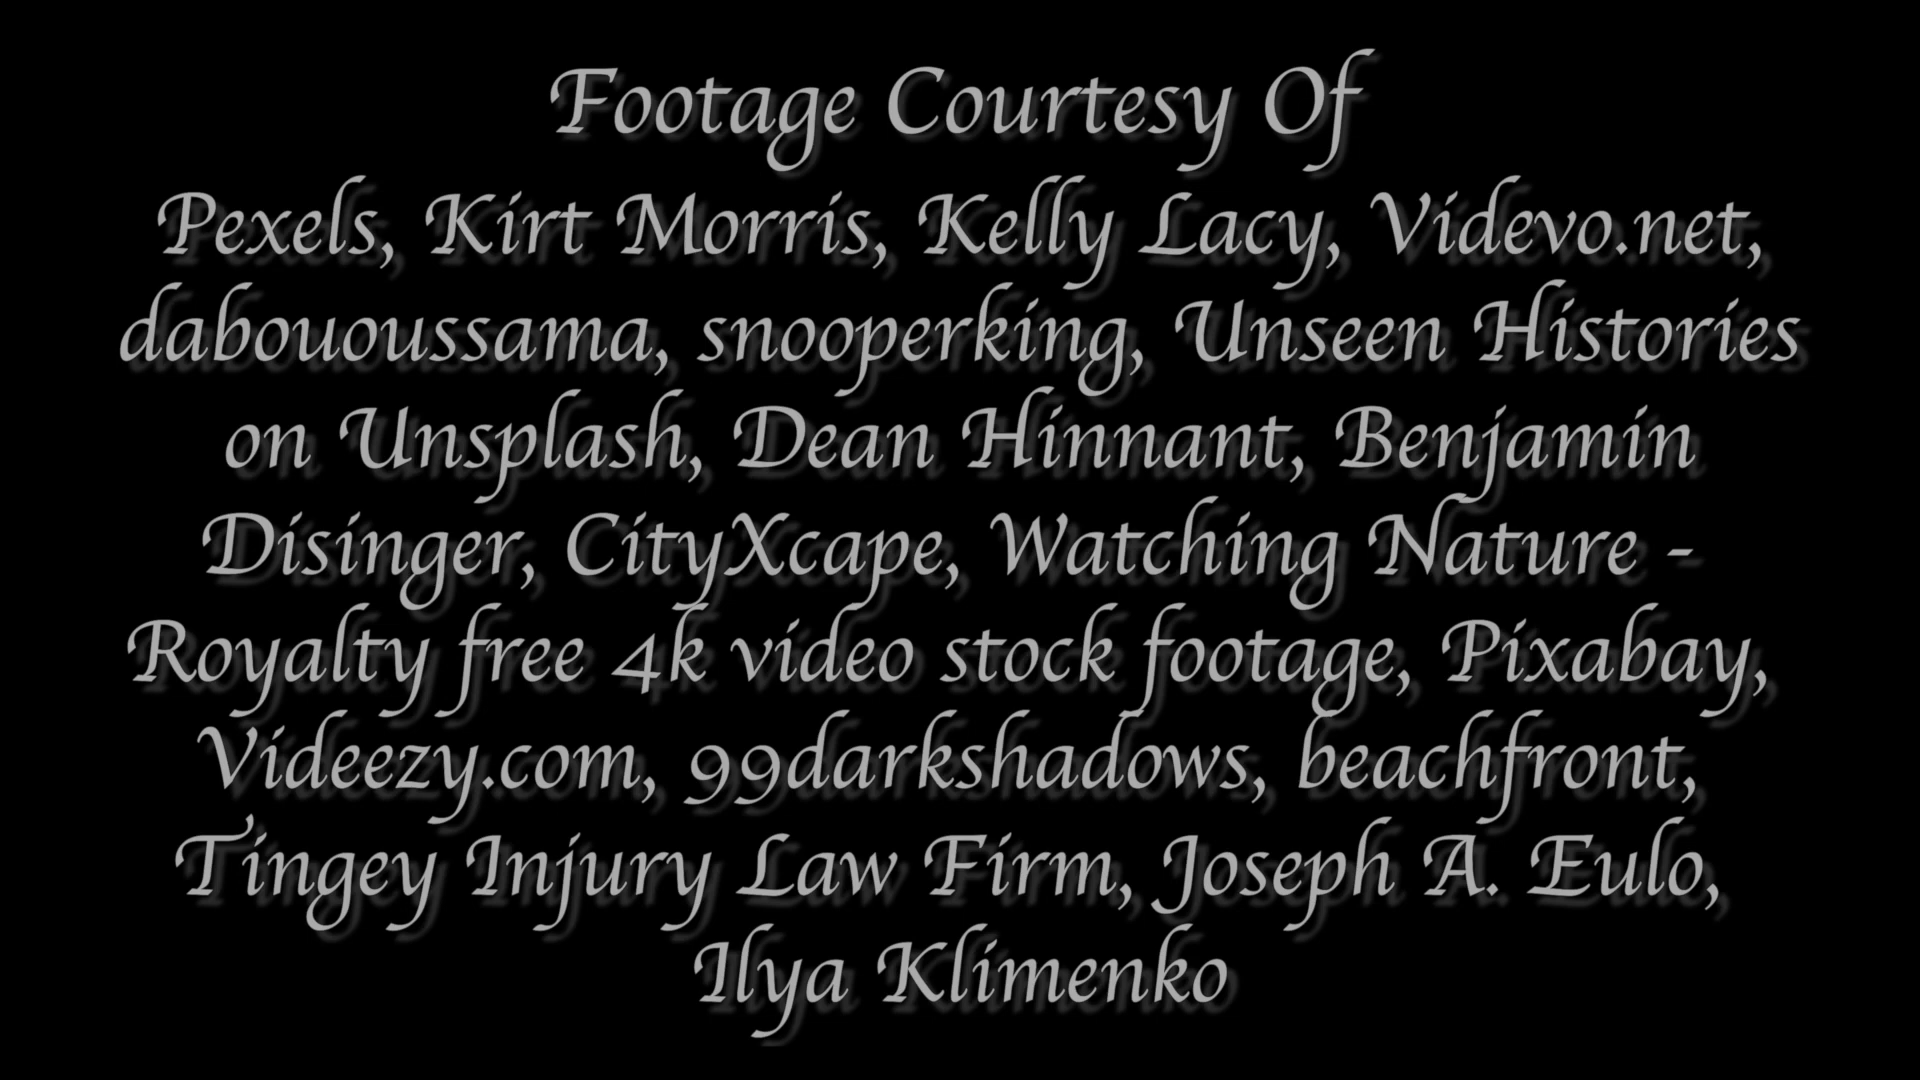 Footage Courtesy Of
Pexels, Kirt Morris, Kelly Lacy, Videvo.net,
dabououssama, snooperking, Unseen Histories
on Unsplash, Dean Hinnant, Benjamin
Disinger, CityXcape, Watching Nature -
Royalty free 4k video stock footage, Pixabay,
Videezy.com, 99darkshadows, beachfront,
Tingey Injury Law Firm, Joseph A. Eulo,
Ilya Klimenko